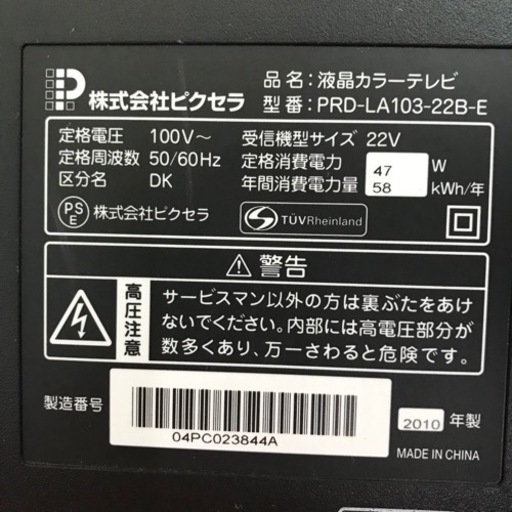 品名：液晶カラーテレビ
株式会社ピクセラ
型番：PRD-LA103-22B-E
定格電圧 100V～ 受信機型サイズ 22V
定格周波数 50/60Hz 定格消費電力 47 W
区分名 DK 年間消費電力量 58 kWh/年
PSE 株式会社ピクセラ TÜVRheinland
警告
高圧注意
サービスマン以外の方は裏ぶたをあけ
ないでください。内部には高電圧部分が
数多くあり、万一さわると危険です。
製造番号
04PC023844A
2010 年製
MADE IN CHINA